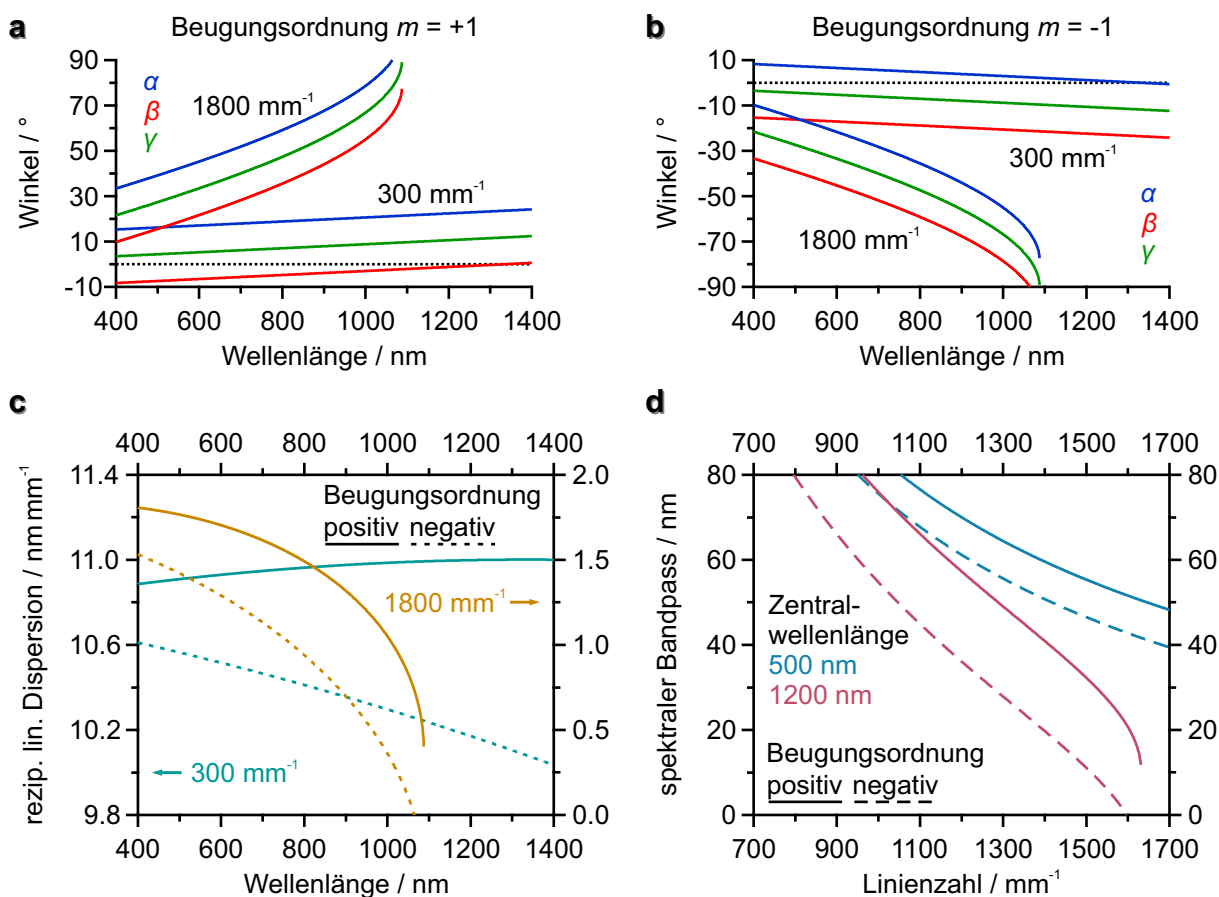 a
Beugungsordnung m = +1
90
70
50
30
10
-10
Winkel / °
α
β
γ
1800 mm⁻¹
300 mm⁻¹
400 600 800 1000 1200 1400
Wellenlänge / nm
b
Beugungsordnung m = -1
10
-10
-30
-50
-70
-90
Winkel / °
300 mm⁻¹
1800 mm⁻¹
α
β
γ
400 600 800 1000 1200 1400
Wellenlänge / nm
c
400 600 800 1000 1200 1400
11.4
11.0
10.6
10.2
9.8
rezip. lin. Dispersion / nm mm⁻¹
Beugungsordnung
positiv negativ
1800 mm⁻¹
300 mm⁻¹
2.0
1.5
1.0
0.5
0.0
400 600 800 1000 1200 1400
Wellenlänge / nm
d
700 900 1100 1300 1500 1700
80
60
40
20
0
spektraler Bandpass / nm
Zentral-
wellenlänge
500 nm
1200 nm
Beugungsordnung
positiv negativ
80
60
40
20
0
700 900 1100 1300 1500 1700
Linienzahl / mm⁻¹